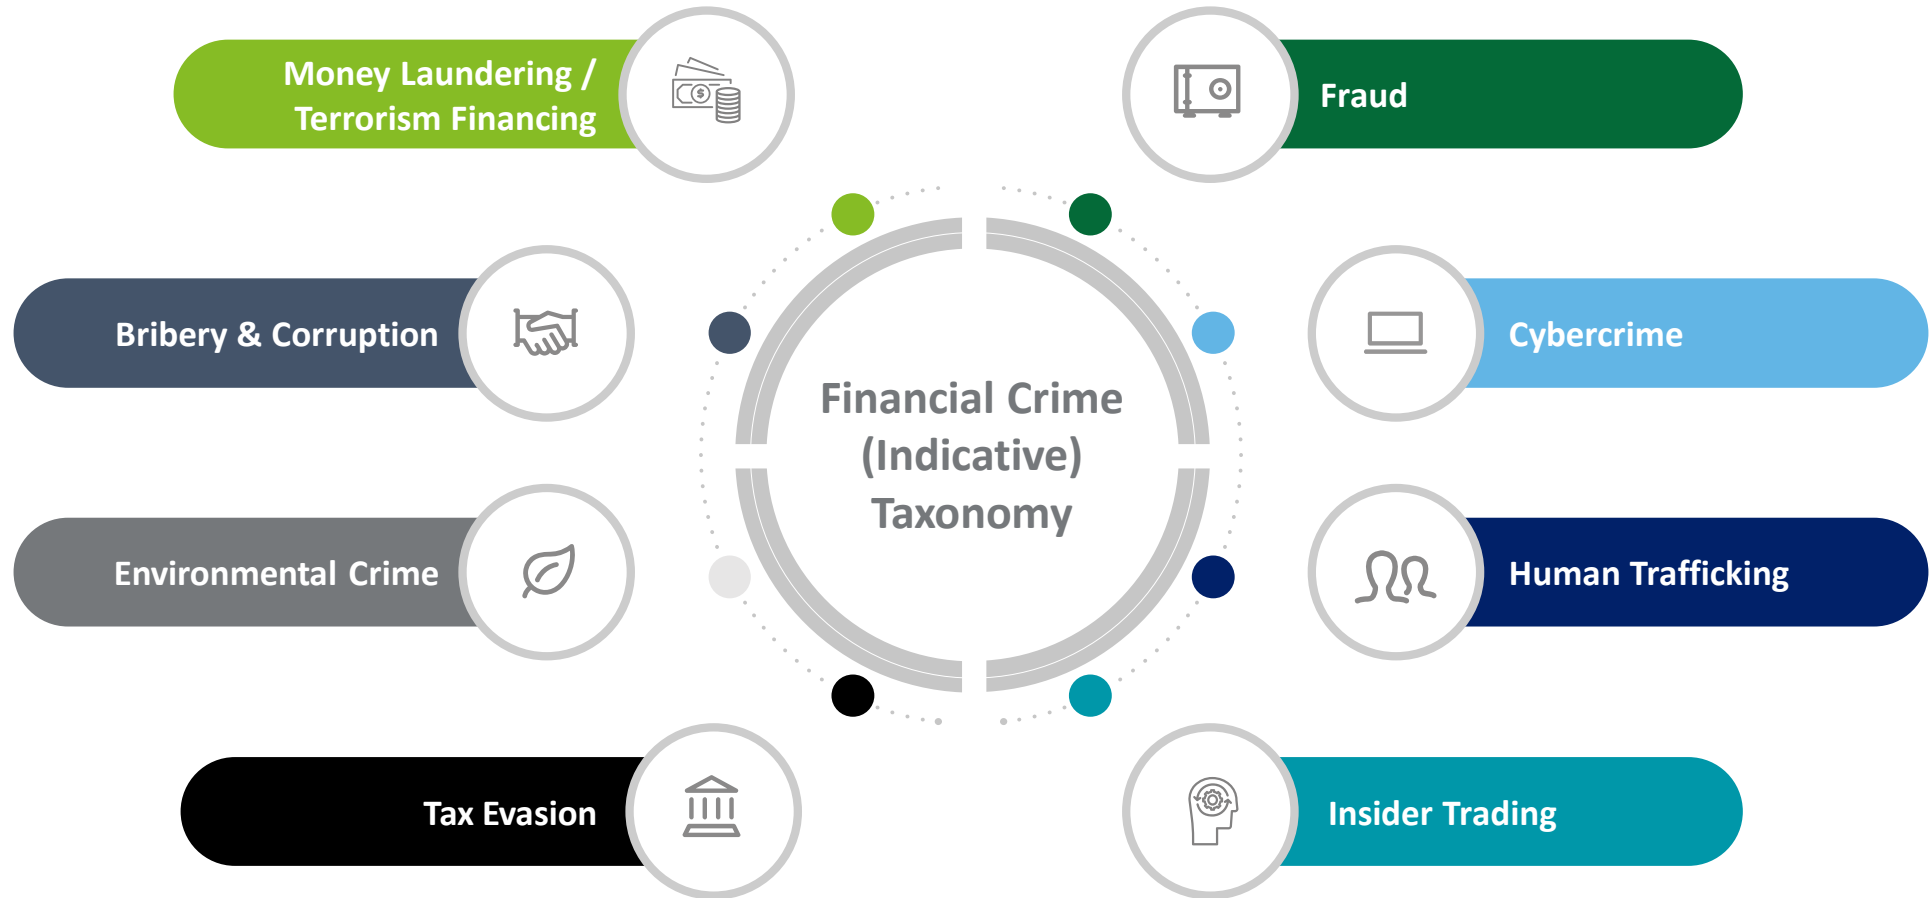 Money Laundering /
Terrorism Financing
Fraud
Bribery & Corruption
Cybercrime
Financial Crime
(Indicative)
Taxonomy
Environmental Crime
Human Trafficking
Tax Evasion
Insider Trading